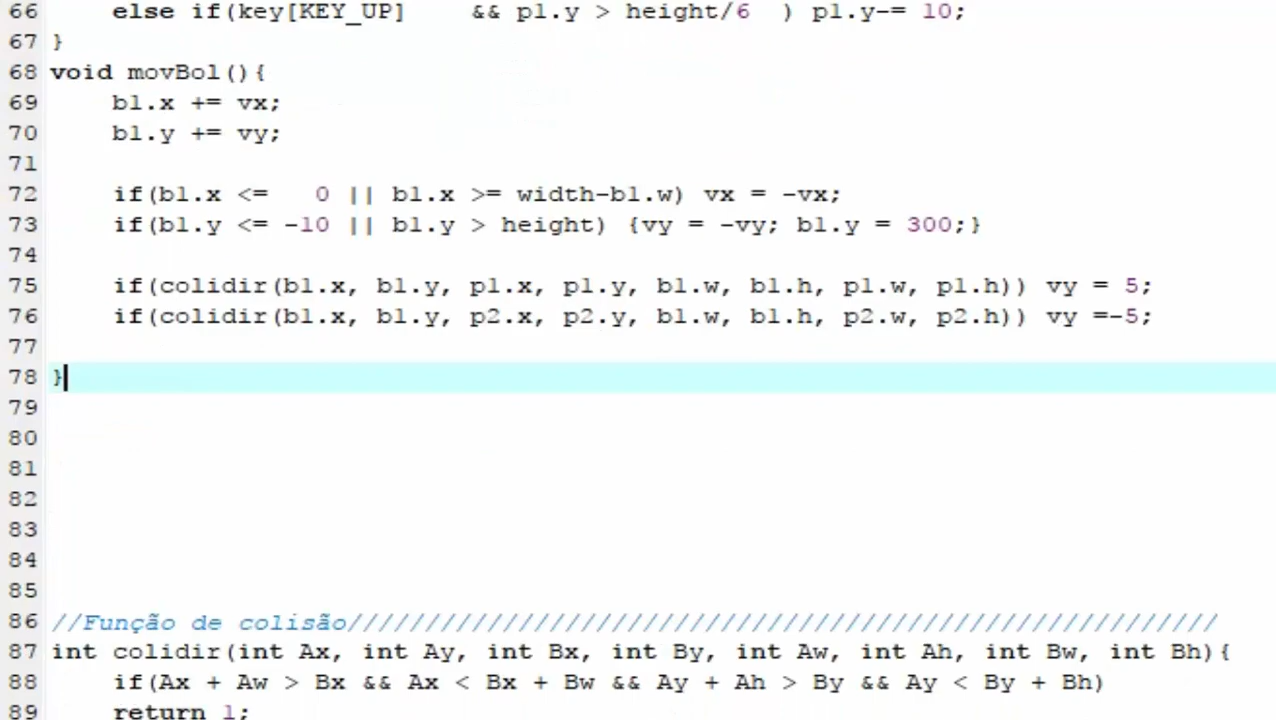 66 else if(key[KEY_UP] && p1.y > height/6 ) p1.y-= 10;
67 }
68 void movBol(){
69 bl.x += vx;
70 bl.y += vy;
71
72 if(bl.x <= 0 || bl.x >= width-bl.w) vx = -vx;
73 if(bl.y <= -10 || bl.y > height) {vy = -vy; bl.y = 300;}
74
75 if(colidir(bl.x, bl.y, p1.x, p1.y, bl.w, bl.h, p1.w, p1.h)) vy = 5;
76 if(colidir(bl.x, bl.y, p2.x, p2.y, bl.w, bl.h, p2.w, p2.h)) vy =-5;
77
78 }
79
80
81
82
83
84
85
86 //Função de colisão////////////////////////////////////////////////////////
87 int colidir(int Ax, int Ay, int Bx, int By, int Aw, int Ah, int Bw, int Bh){
88 if(Ax + Aw > Bx && Ax < Bx + Bw && Ay + Ah > By && Ay < By + Bh)
89 return 1;